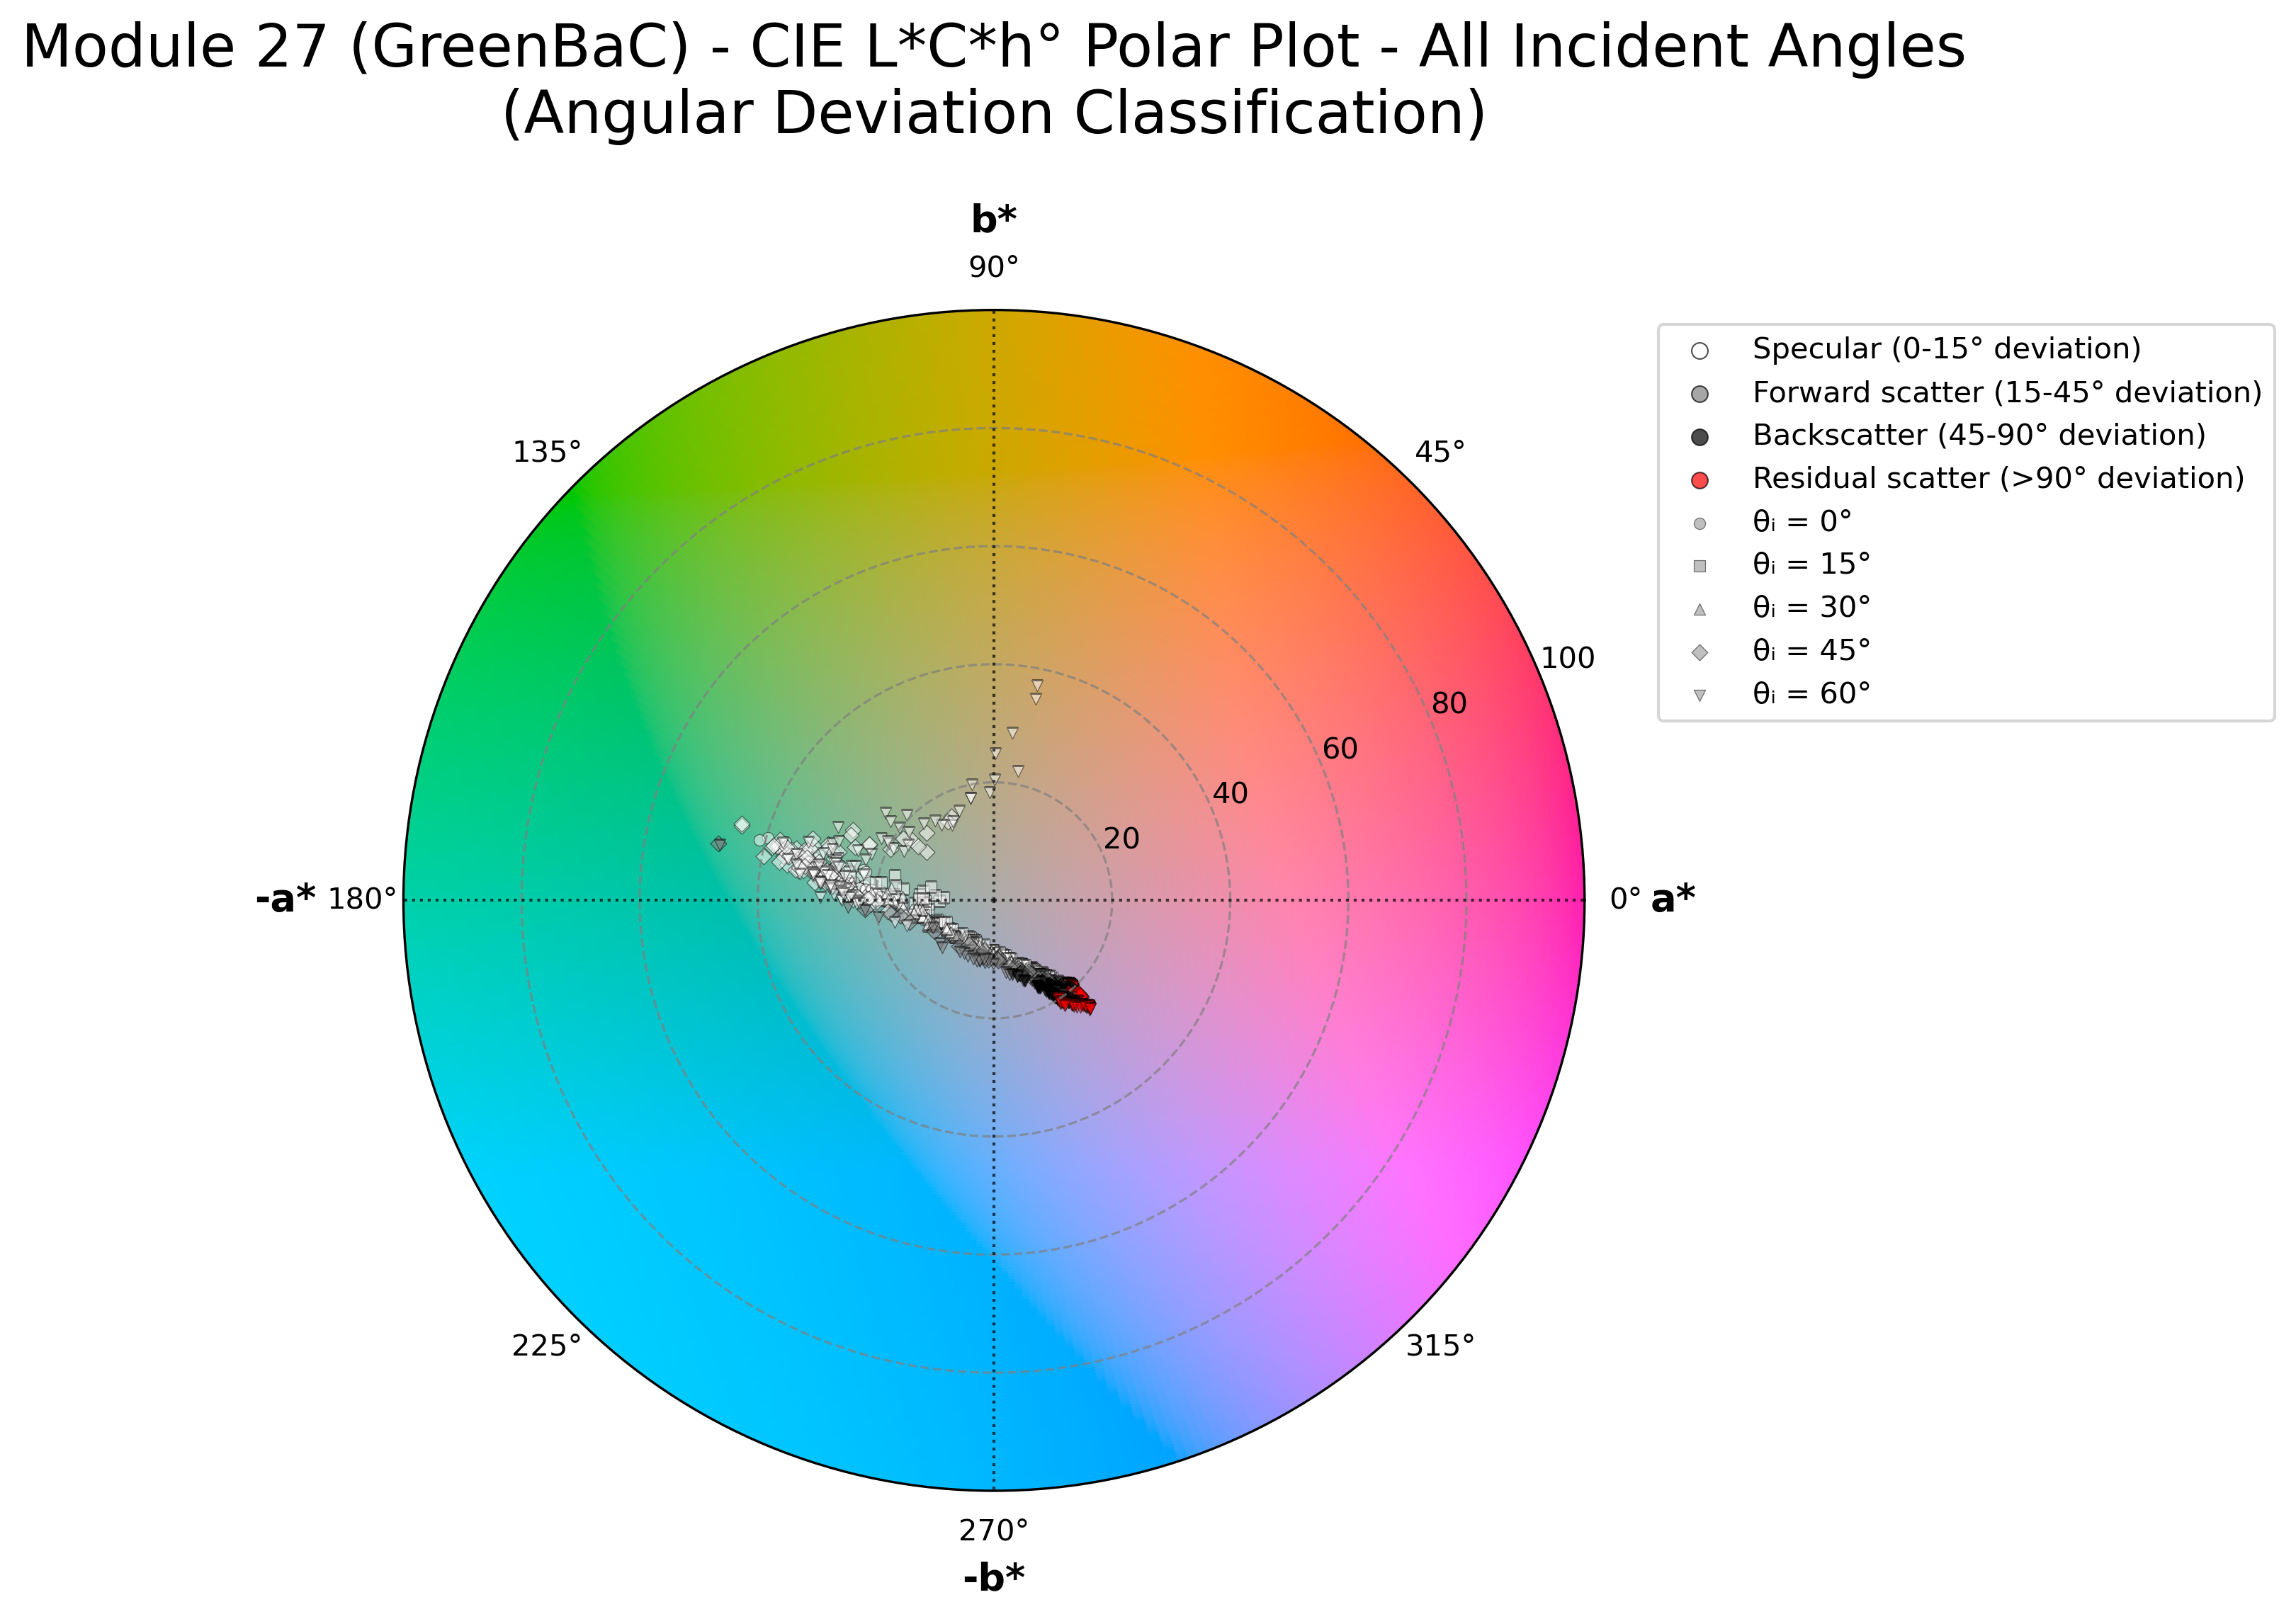 Module 27 (GreenBaC) - CIE L*C*h° Polar Plot - All Incident Angles
(Angular Deviation Classification)
b*
90°
135°
45°
100
80
60
40
20
-a* 180°
0° a*
225°
315°
270°
-b*
Specular (0-15° deviation)
Forward scatter (15-45° deviation)
Backscatter (45-90° deviation)
Residual scatter (>90° deviation)
θᵢ = 0°
θᵢ = 15°
θᵢ = 30°
θᵢ = 45°
θᵢ = 60°